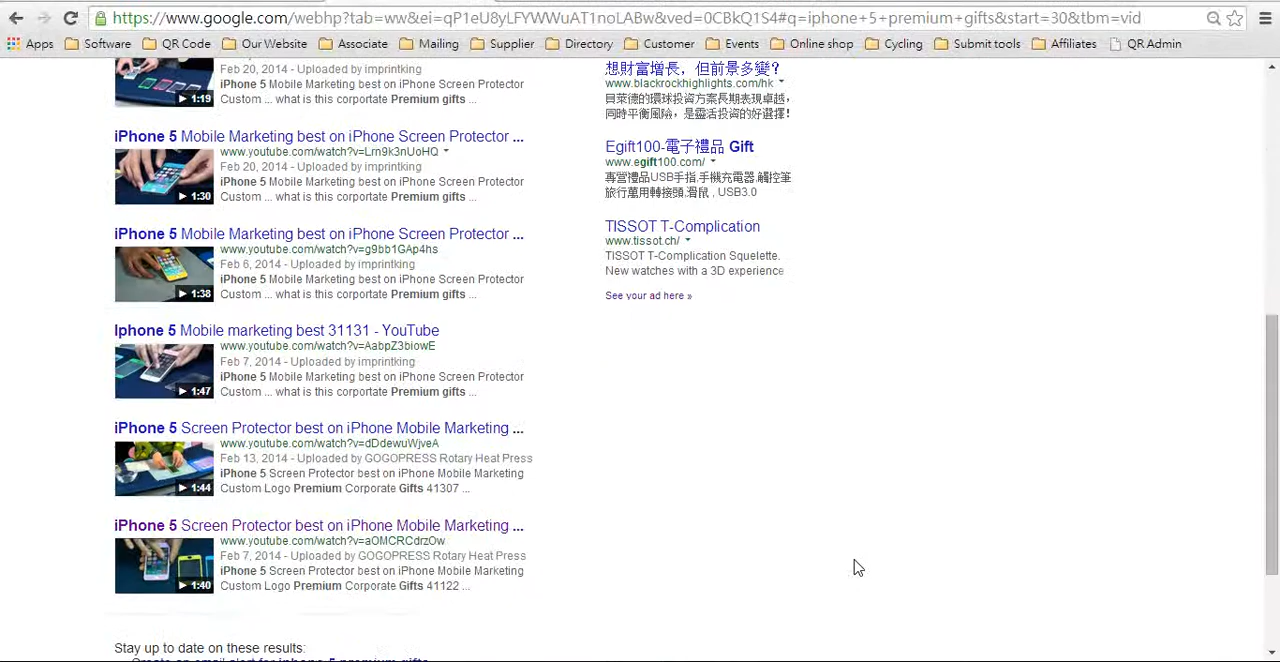 https://www.google.com/webhp?tab=ww&ei=qP1eU8yLFYWWuAT1noLABw&ved=0CBkQ1S4#q=iphone+5+premium+gifts&start=30&tbm=vid
Apps Software QR Code Our Website Associate Mailing Supplier Directory Customer Events Online shop Cycling Submit tools Affiliates QR Admin
1:19
Feb 20, 2014 - Uploaded by imprintking
iPhone 5 Mobile Marketing best on iPhone Screen Protector
Custom ... what is this corportate Premium gifts ...
iPhone 5 Mobile Marketing best on iPhone Screen Protector ...
www.youtube.com/watch?v=Lrn9k3nUoHQ
Feb 20, 2014 - Uploaded by imprintking
iPhone 5 Mobile Marketing best on iPhone Screen Protector
Custom ... what is this corportate Premium gifts ...
1:30
iPhone 5 Mobile Marketing best on iPhone Screen Protector ...
www.youtube.com/watch?v=g9bb1GAp4hs
Feb 6, 2014 - Uploaded by imprintking
iPhone 5 Mobile Marketing best on iPhone Screen Protector
Custom ... what is this corportate Premium gifts ...
1:38
Iphone 5 Mobile marketing best 31131 - YouTube
www.youtube.com/watch?v=AabpZ3biowE
Feb 7, 2014 - Uploaded by imprintking
iPhone 5 Mobile Marketing best on iPhone Screen Protector
Custom ... what is this corportate Premium gifts ...
1:47
iPhone 5 Screen Protector best on iPhone Mobile Marketing ...
www.youtube.com/watch?v=dDdewuWjveA
Feb 13, 2014 - Uploaded by GOGOPRESS Rotary Heat Press
iPhone 5 Screen Protector best on iPhone Mobile Marketing
Custom Logo Premium Corporate Gifts 41307 ...
1:44
iPhone 5 Screen Protector best on iPhone Mobile Marketing ...
www.youtube.com/watch?v=aOMCRCdrzOw
Feb 7, 2014 - Uploaded by GOGOPRESS Rotary Heat Press
iPhone 5 Screen Protector best on iPhone Mobile Marketing
Custom Logo Premium Corporate Gifts 41122 ...
1:40
Stay up to date on these results:
Create an email alert for iphone 5 premium gifts
想財富增長，但前景多變?
www.blackrockhighlights.com/hk
貝萊德的環球投資方案長期表現卓越，
同時平衡風險，是靈活投資的好選擇!
Egift100-電子禮品 Gift
www.egift100.com/
專營禮品USB手指,手機充電器,觸控筆
旅行萬用轉接頭,滑鼠 , USB3.0
TISSOT T-Complication
www.tissot.ch/
TISSOT T-Complication Squelette.
New watches with a 3D experience
See your ad here »